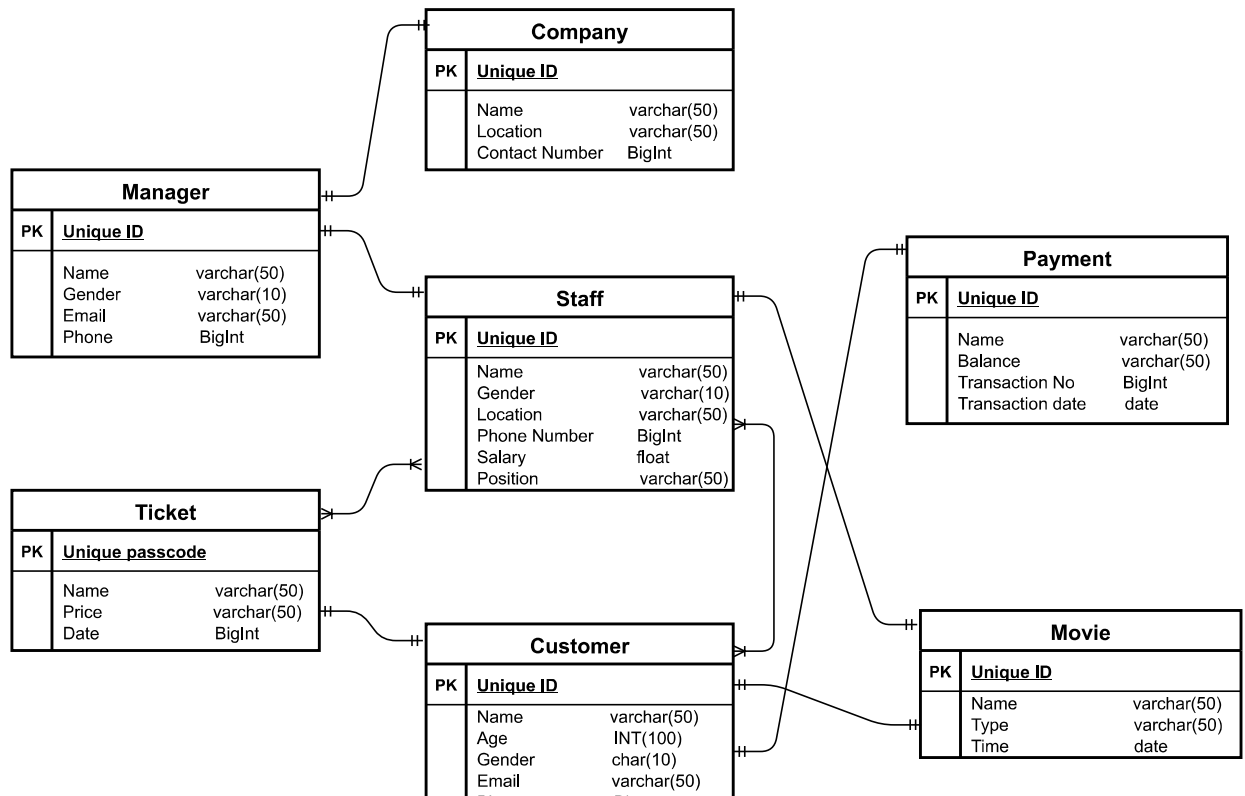 Company
PK Unique ID
Name varchar(50)
Location varchar(50)
Contact Number BigInt
Manager
PK Unique ID
Name varchar(50)
Gender varchar(10)
Email varchar(50)
Phone BigInt
Staff
PK Unique ID
Name varchar(50)
Gender varchar(10)
Location varchar(50)
Phone Number BigInt
Salary float
Position varchar(50)
Payment
PK Unique ID
Name varchar(50)
Balance varchar(50)
Transaction No BigInt
Transaction date date
Ticket
PK Unique passcode
Name varchar(50)
Price varchar(50)
Date BigInt
Customer
PK Unique ID
Name varchar(50)
Age INT(100)
Gender char(10)
Email varchar(50)
Movie
PK Unique ID
Name varchar(50)
Type varchar(50)
Time date